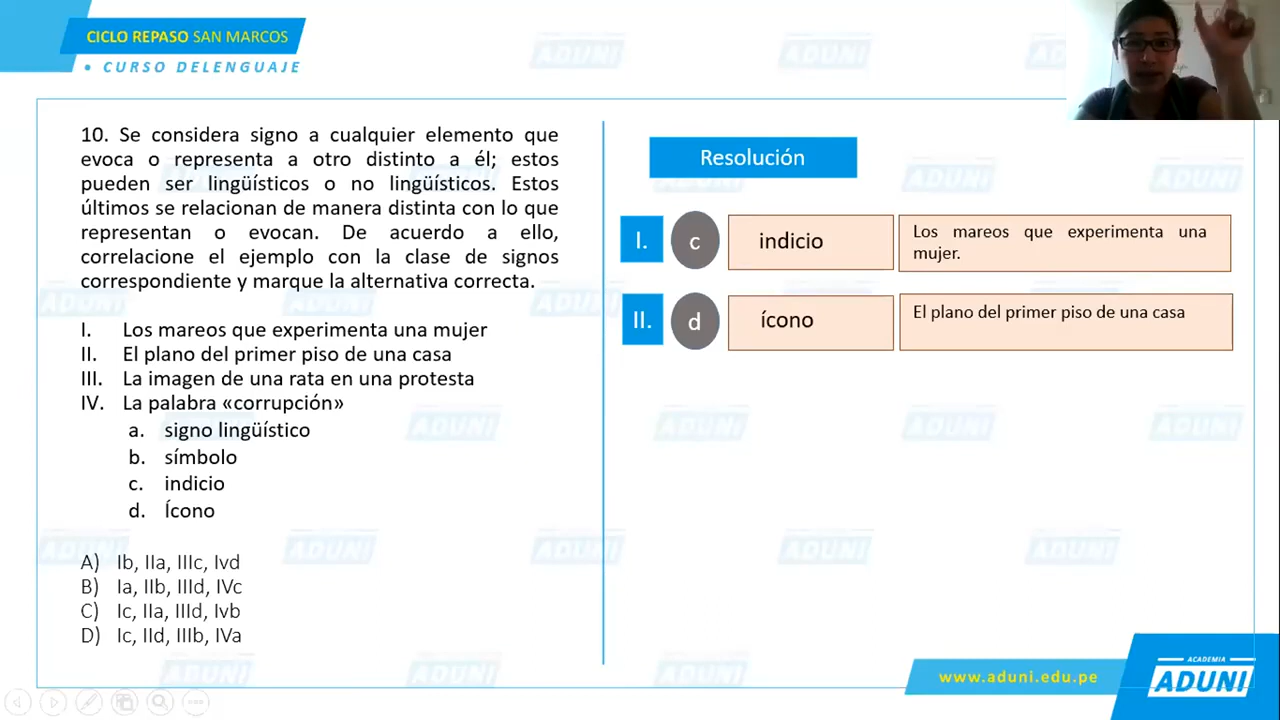 CICLO REPASO SAN MARCOS
• CURSO DELENGUAJE
10. Se considera signo a cualquier elemento que
evoca o representa a otro distinto a él; estos
pueden ser lingüísticos o no lingüísticos. Estos
últimos se relacionan de manera distinta con lo que
representan o evocan. De acuerdo a ello,
correlacione el ejemplo con la clase de signos
correspondiente y marque la alternativa correcta.
I. Los mareos que experimenta una mujer
II. El plano del primer piso de una casa
III. La imagen de una rata en una protesta
IV. La palabra «corrupción»
a. signo lingüístico
b. símbolo
c. indicio
d. Ícono
A) Ib, IIa, IIIc, Ivd
B) Ia, IIb, IIId, IVc
C) Ic, IIa, IIId, Ivb
D) Ic, IId, IIIb, IVa
Resolución
I. c indicio Los mareos que experimenta una
mujer.
II. d ícono El plano del primer piso de una casa
www.aduni.edu.pe
ACADEMIA
ADUNI